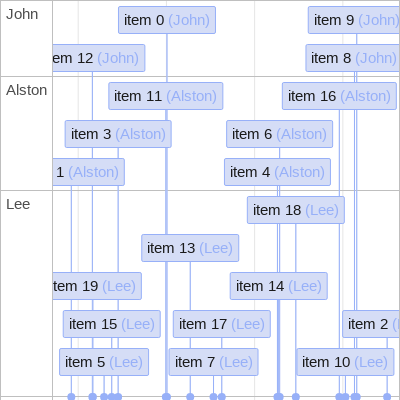 John
item 0 (John)
item 9 (John)
em 12 (John)
item 8 (John)
Alston
item 11 (Alston)
item 16 (Alston)
item 3 (Alston)
item 6 (Alston)
1 (Alston)
item 4 (Alston)
Lee
item 18 (Lee)
item 13 (Lee)
tem 19 (Lee)
item 14 (Lee)
item 15 (Lee)
item 17 (Lee)
item 2 (
item 5 (Lee)
item 7 (Lee)
item 10 (Lee)